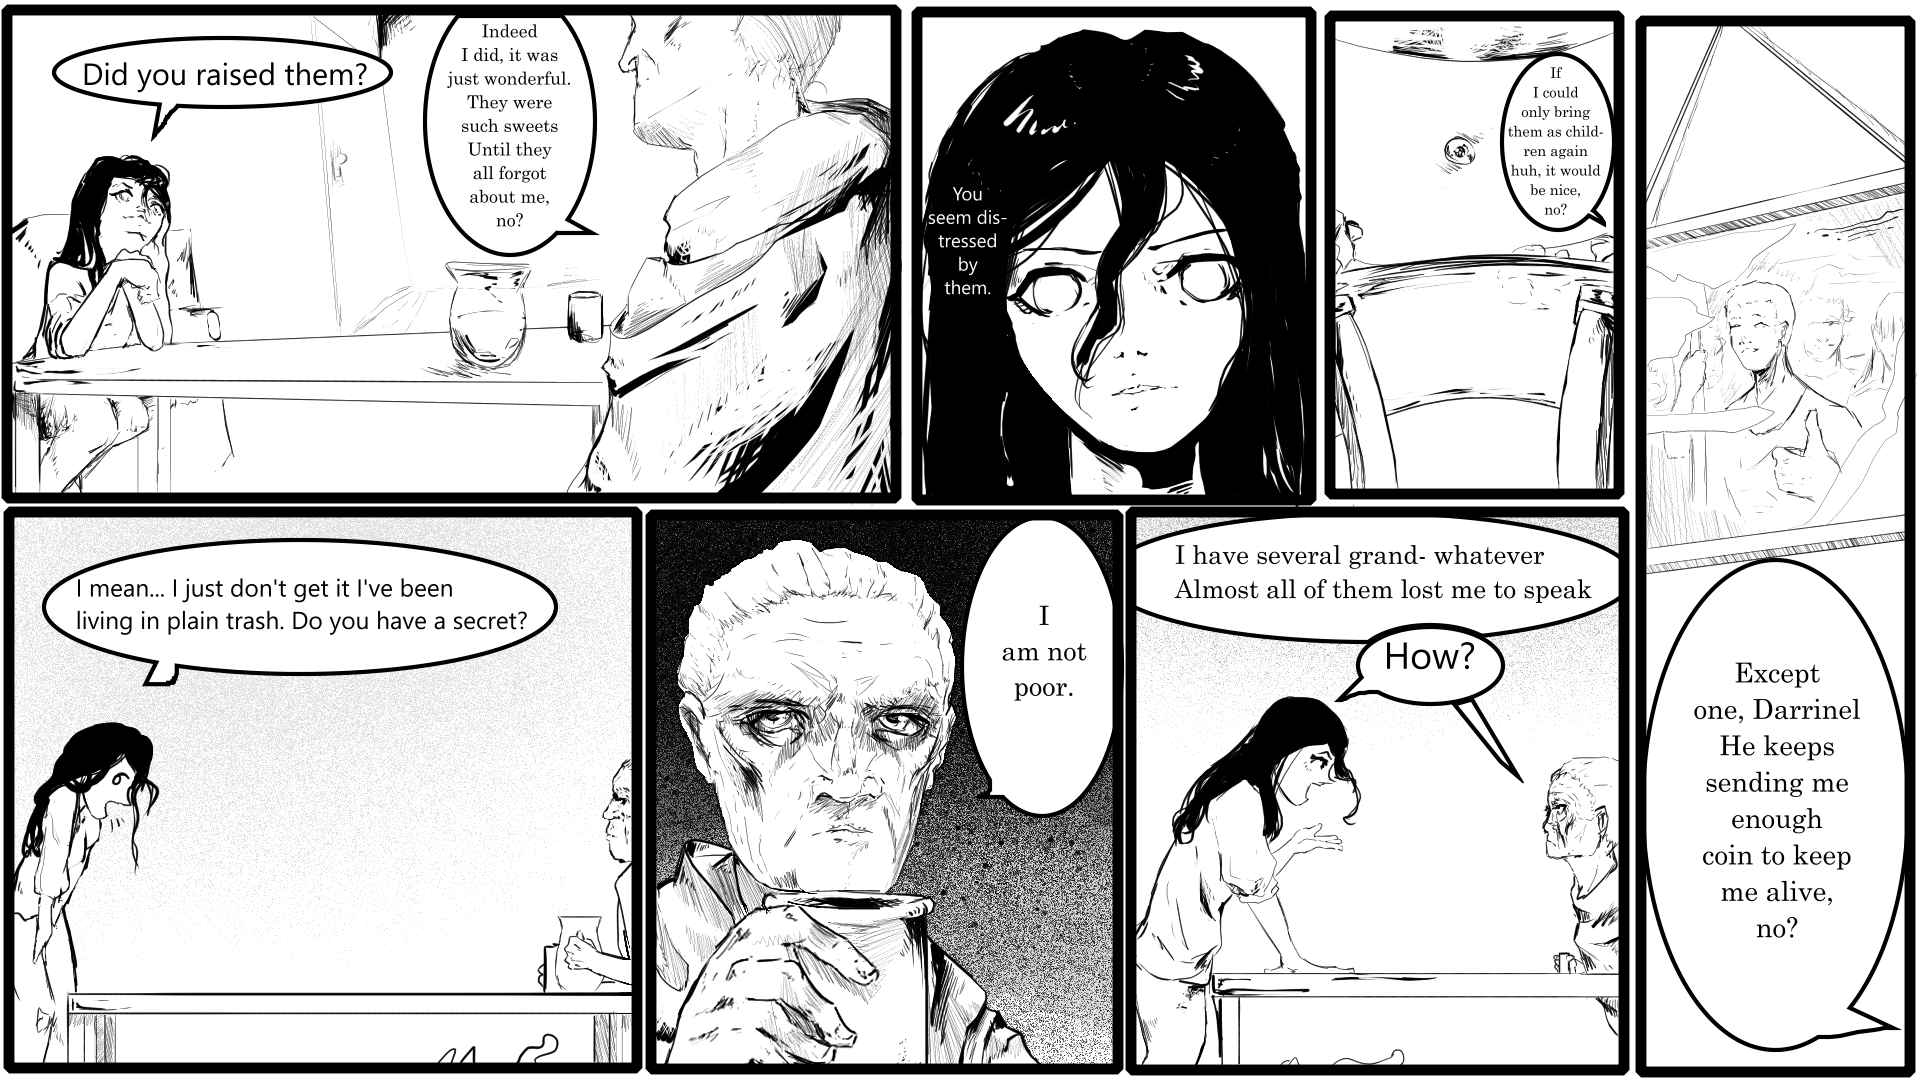 Did you raised them?
Indeed
I did, it was
just wonderful.
They were
such sweets
Until they
all forgot
about me,
no?
You
seem dis-
tressed
by
them.
If
I could
only bring
them as child-
ren again
huh, it would
be nice,
no?
I mean... I just don't get it I've been
living in plain trash. Do you have a secret?
I
am not
poor.
I have several grand- whatever
Almost all of them lost me to speak
How?
Except
one, Darrinel
He keeps
sending me
enough
coin to keep
me alive,
no?